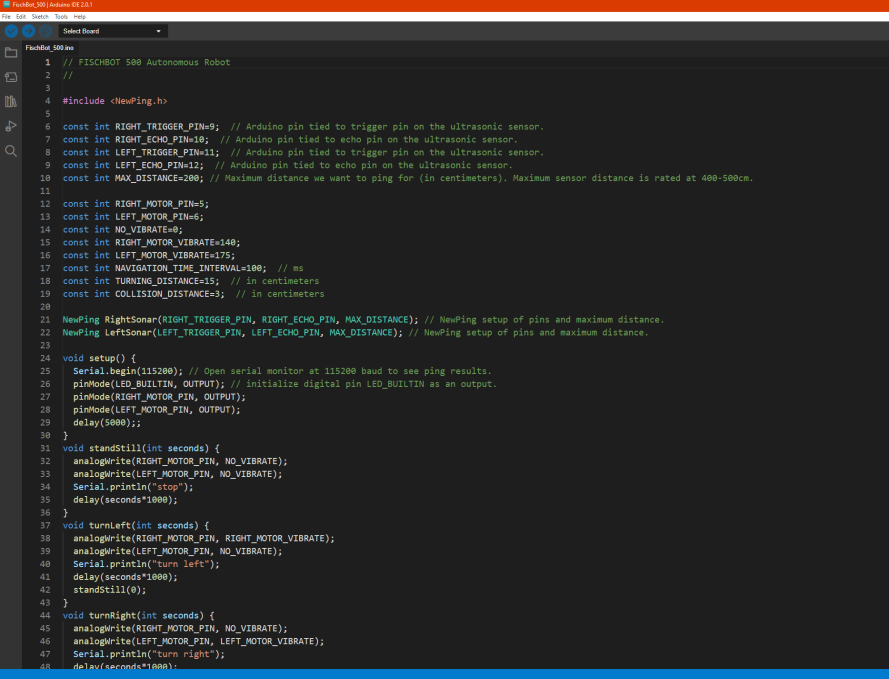 FischBot_500 | Arduino IDE 2.0.1
File Edit Sketch Tools Help
Select Board
FischBot_500.ino
1 // FISCHBOT 500 Autonomous Robot
2 //
3
4 #include <NewPing.h>
5
6 const int RIGHT_TRIGGER_PIN=9;  // Arduino pin tied to trigger pin on the ultrasonic sensor.
7 const int RIGHT_ECHO_PIN=10;  // Arduino pin tied to echo pin on the ultrasonic sensor.
8 const int LEFT_TRIGGER_PIN=11;  // Arduino pin tied to trigger pin on the ultrasonic sensor.
9 const int LEFT_ECHO_PIN=12;  // Arduino pin tied to echo pin on the ultrasonic sensor.
10 const int MAX_DISTANCE=200; // Maximum distance we want to ping for (in centimeters). Maximum sensor distance is rated at 400-500cm.
11
12 const int RIGHT_MOTOR_PIN=5;
13 const int LEFT_MOTOR_PIN=6;
14 const int NO_VIBRATE=0;
15 const int RIGHT_MOTOR_VIBRATE=140;
16 const int LEFT_MOTOR_VIBRATE=175;
17 const int NAVIGATION_TIME_INTERVAL=100;  // ms
18 const int TURNING_DISTANCE=15;  // in centimeters
19 const int COLLISION_DISTANCE=3;  // in centimeters
20
21 NewPing RightSonar(RIGHT_TRIGGER_PIN, RIGHT_ECHO_PIN, MAX_DISTANCE); // NewPing setup of pins and maximum distance.
22 NewPing LeftSonar(LEFT_TRIGGER_PIN, LEFT_ECHO_PIN, MAX_DISTANCE); // NewPing setup of pins and maximum distance.
23
24 void setup() {
25   Serial.begin(115200); // Open serial monitor at 115200 baud to see ping results.
26   pinMode(LED_BUILTIN, OUTPUT); // initialize digital pin LED_BUILTIN as an output.
27   pinMode(RIGHT_MOTOR_PIN, OUTPUT);
28   pinMode(LEFT_MOTOR_PIN, OUTPUT);
29   delay(5000);;
30 }
31 void standStill(int seconds) {
32   analogWrite(RIGHT_MOTOR_PIN, NO_VIBRATE);
33   analogWrite(LEFT_MOTOR_PIN, NO_VIBRATE);
34   Serial.println("stop");
35   delay(seconds*1000);
36 }
37 void turnLeft(int seconds) {
38   analogWrite(RIGHT_MOTOR_PIN, RIGHT_MOTOR_VIBRATE);
39   analogWrite(LEFT_MOTOR_PIN, NO_VIBRATE);
40   Serial.println("turn left");
41   delay(seconds*1000);
42   standStill(0);
43 }
44 void turnRight(int seconds) {
45   analogWrite(RIGHT_MOTOR_PIN, NO_VIBRATE);
46   analogWrite(LEFT_MOTOR_PIN, LEFT_MOTOR_VIBRATE);
47   Serial.println("turn right");
48   delay(seconds*1000);